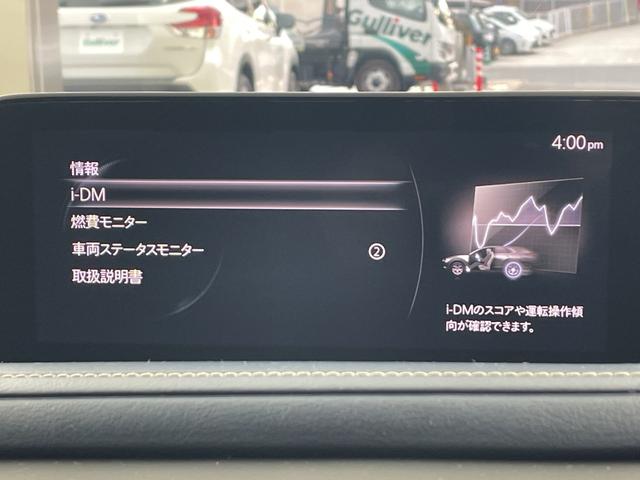 Gulliver
Gulliver
4:00pm
情報
i-DM
燃費モニター
車両ステータスモニター ②
取扱説明書
i-DMのスコアや運転操作傾
向が確認できます。